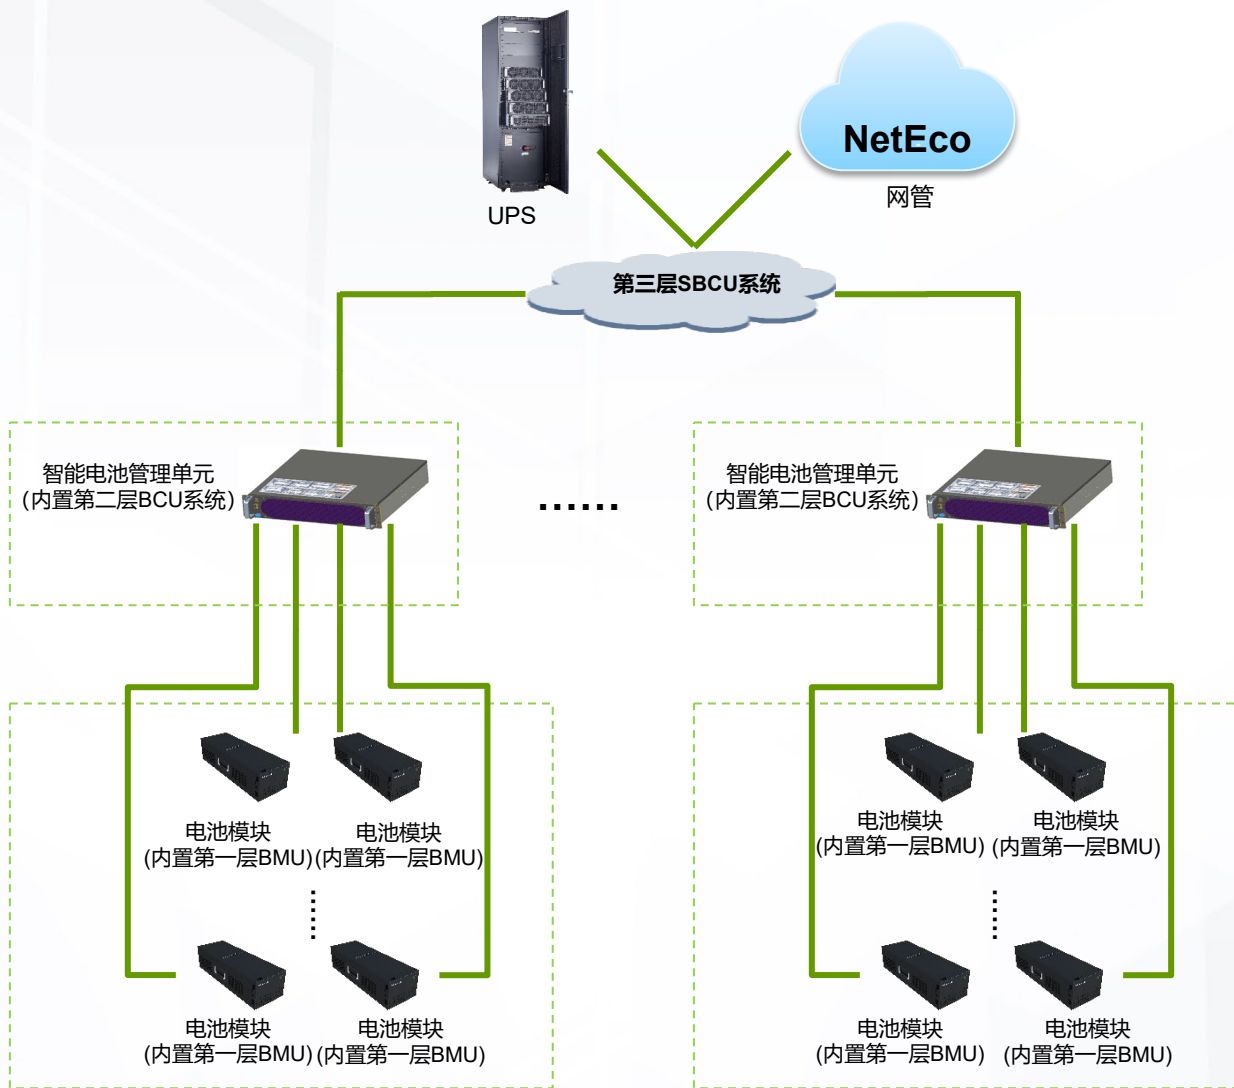 NetEco
网管
UPS
第三层SBCU系统
智能电池管理单元
(内置第二层BCU系统)
......
智能电池管理单元
(内置第二层BCU系统)
电池模块
(内置第一层BMU)
电池模块
(内置第一层BMU)
电池模块
(内置第一层BMU)
电池模块
(内置第一层BMU)
......
......
电池模块
(内置第一层BMU)
电池模块
(内置第一层BMU)
电池模块
(内置第一层BMU)
电池模块
(内置第一层BMU)